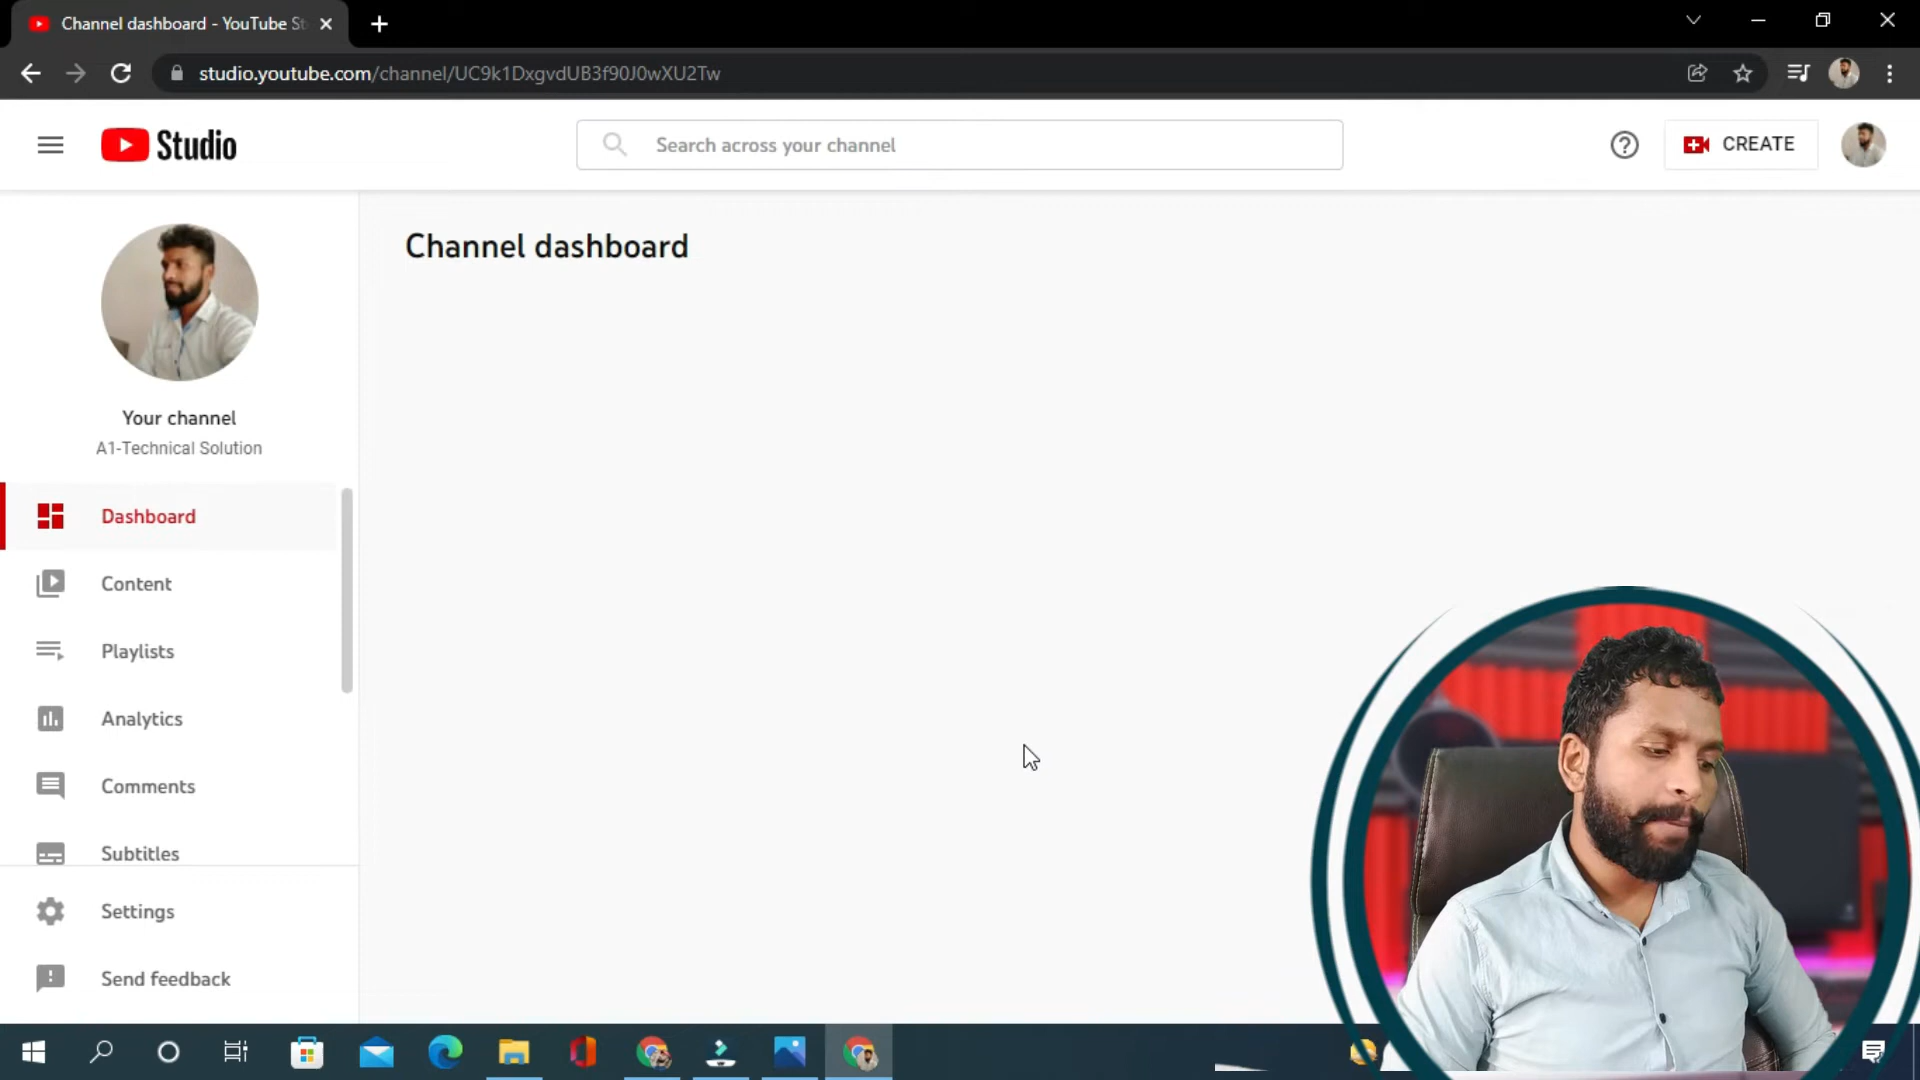 Channel dashboard - YouTube St
studio.youtube.com/channel/UC9k1DxgvdUB3f90J0wXU2Tw
Studio
Search across your channel
CREATE
Channel dashboard
Your channel
A1-Technical Solution
Dashboard
Content
Playlists
Analytics
Comments
Subtitles
Settings
Send feedback